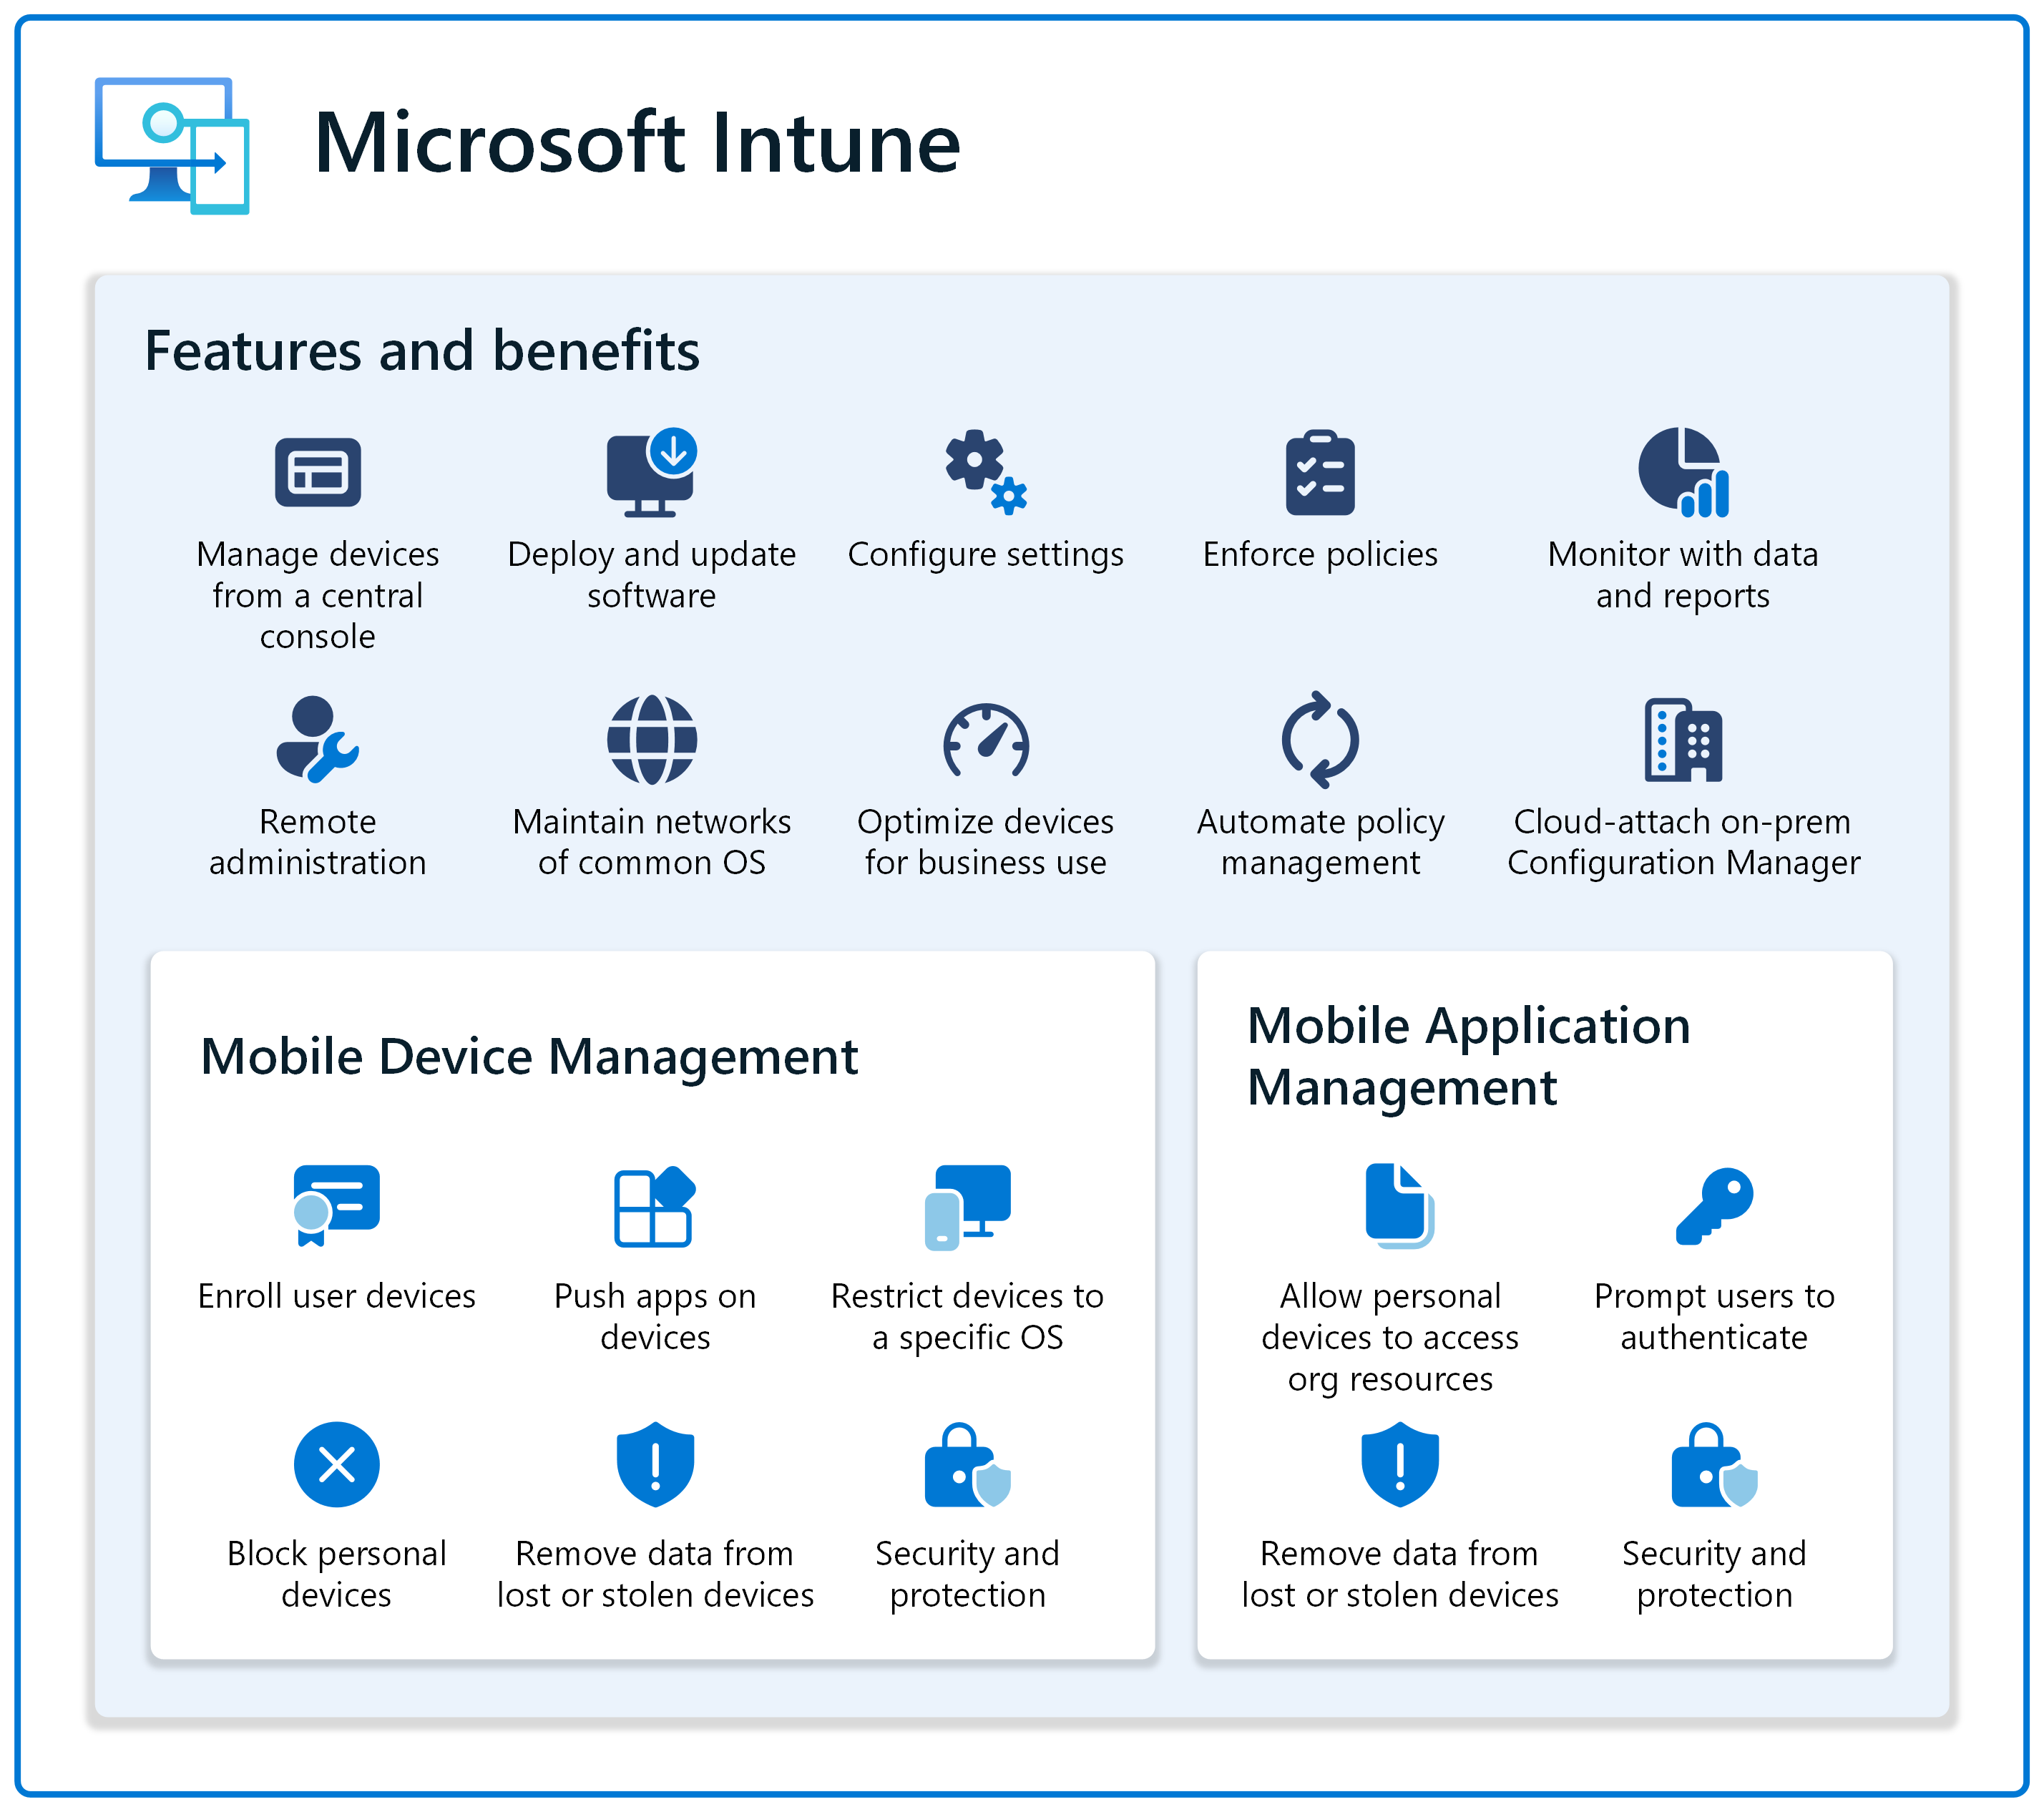 Microsoft Intune
Features and benefits
Manage devices
from a central
console
Deploy and update
software
Configure settings
Enforce policies
Monitor with data
and reports
Remote
administration
Maintain networks
of common OS
Optimize devices
for business use
Automate policy
management
Cloud-attach on-prem
Configuration Manager
Mobile Device Management
Enroll user devices
Push apps on
devices
Restrict devices to
a specific OS
Block personal
devices
Remove data from
lost or stolen devices
Security and
protection
Mobile Application
Management
Allow personal
devices to access
org resources
Prompt users to
authenticate
Remove data from
lost or stolen devices
Security and
protection